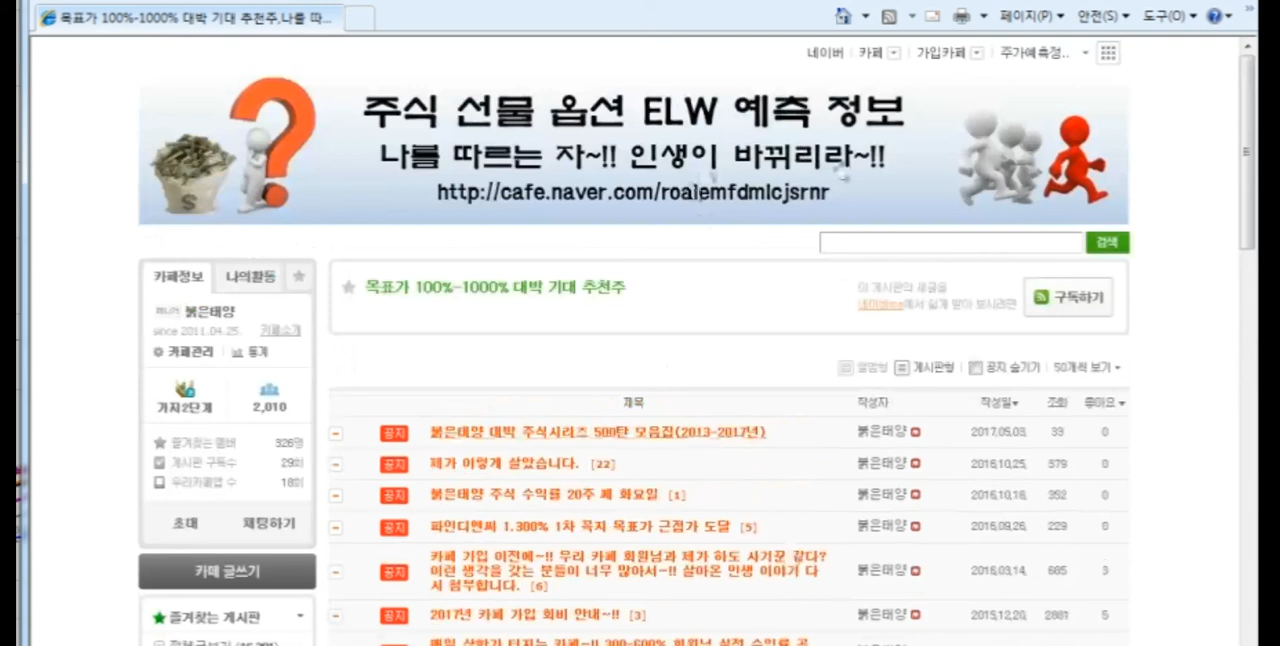 목표가 100%-1000% 대박 기대 추천주,나를 따...
페이지(P) 안전(S) 도구(O)
네이버 카페 가입카페 주가예측정..
주식 선물 옵션 ELW 예측 정보
나를 따르는 자~!! 인생이 바뀌리라~!!
http://cafe.naver.com/roalemfdmlcjsrnr
검색
카페정보 나의활동
매니저 붉은태양
since 2011.04.25. 카페소개
카페관리 통계
가지2단계 2,010
즐겨찾는 멤버 326명
게시판 구독수 29회
우리카페앱 수 18회
초대 채팅하기
카페 글쓰기
즐겨찾는 게시판
목표가 100%-1000% 대박 기대 추천주
이 게시판의 새글을
에서 쉽게 받아 보시려면
구독하기
앨범형 게시판형 공지 숨기기 50개씩 보기
제목 작성자 작성일 조회 좋아요
공지 붉은태양 대박 주식시리즈 500탄 모음집(2013-2017년) 붉은태양 2017.05.03. 33 0
공지 제가 이렇게 살았습니다. [22] 붉은태양 2016.10.25. 579 0
공지 붉은태양 주식 수익률 20주 째 화요일 [1] 붉은태양 2016.10.18. 352 0
공지 파인디앤씨 1.300% 1차 꼭지 목표가 근접가 도달 [5] 붉은태양 2016.09.26. 229 0
공지 카페 가입 이전에~!! 우리 카페 회원님과 제가 하도 사기꾼 같다?
이런 생각을 갖는 분들이 너무 많아서~!! 살아온 인생 이야기 다
시 첨부합니다. [6] 붉은태양 2016.03.14. 665 3
공지 2017년 카페 가입 회비 안내~!! [3] 붉은태양 2015.12.20. 2881 5